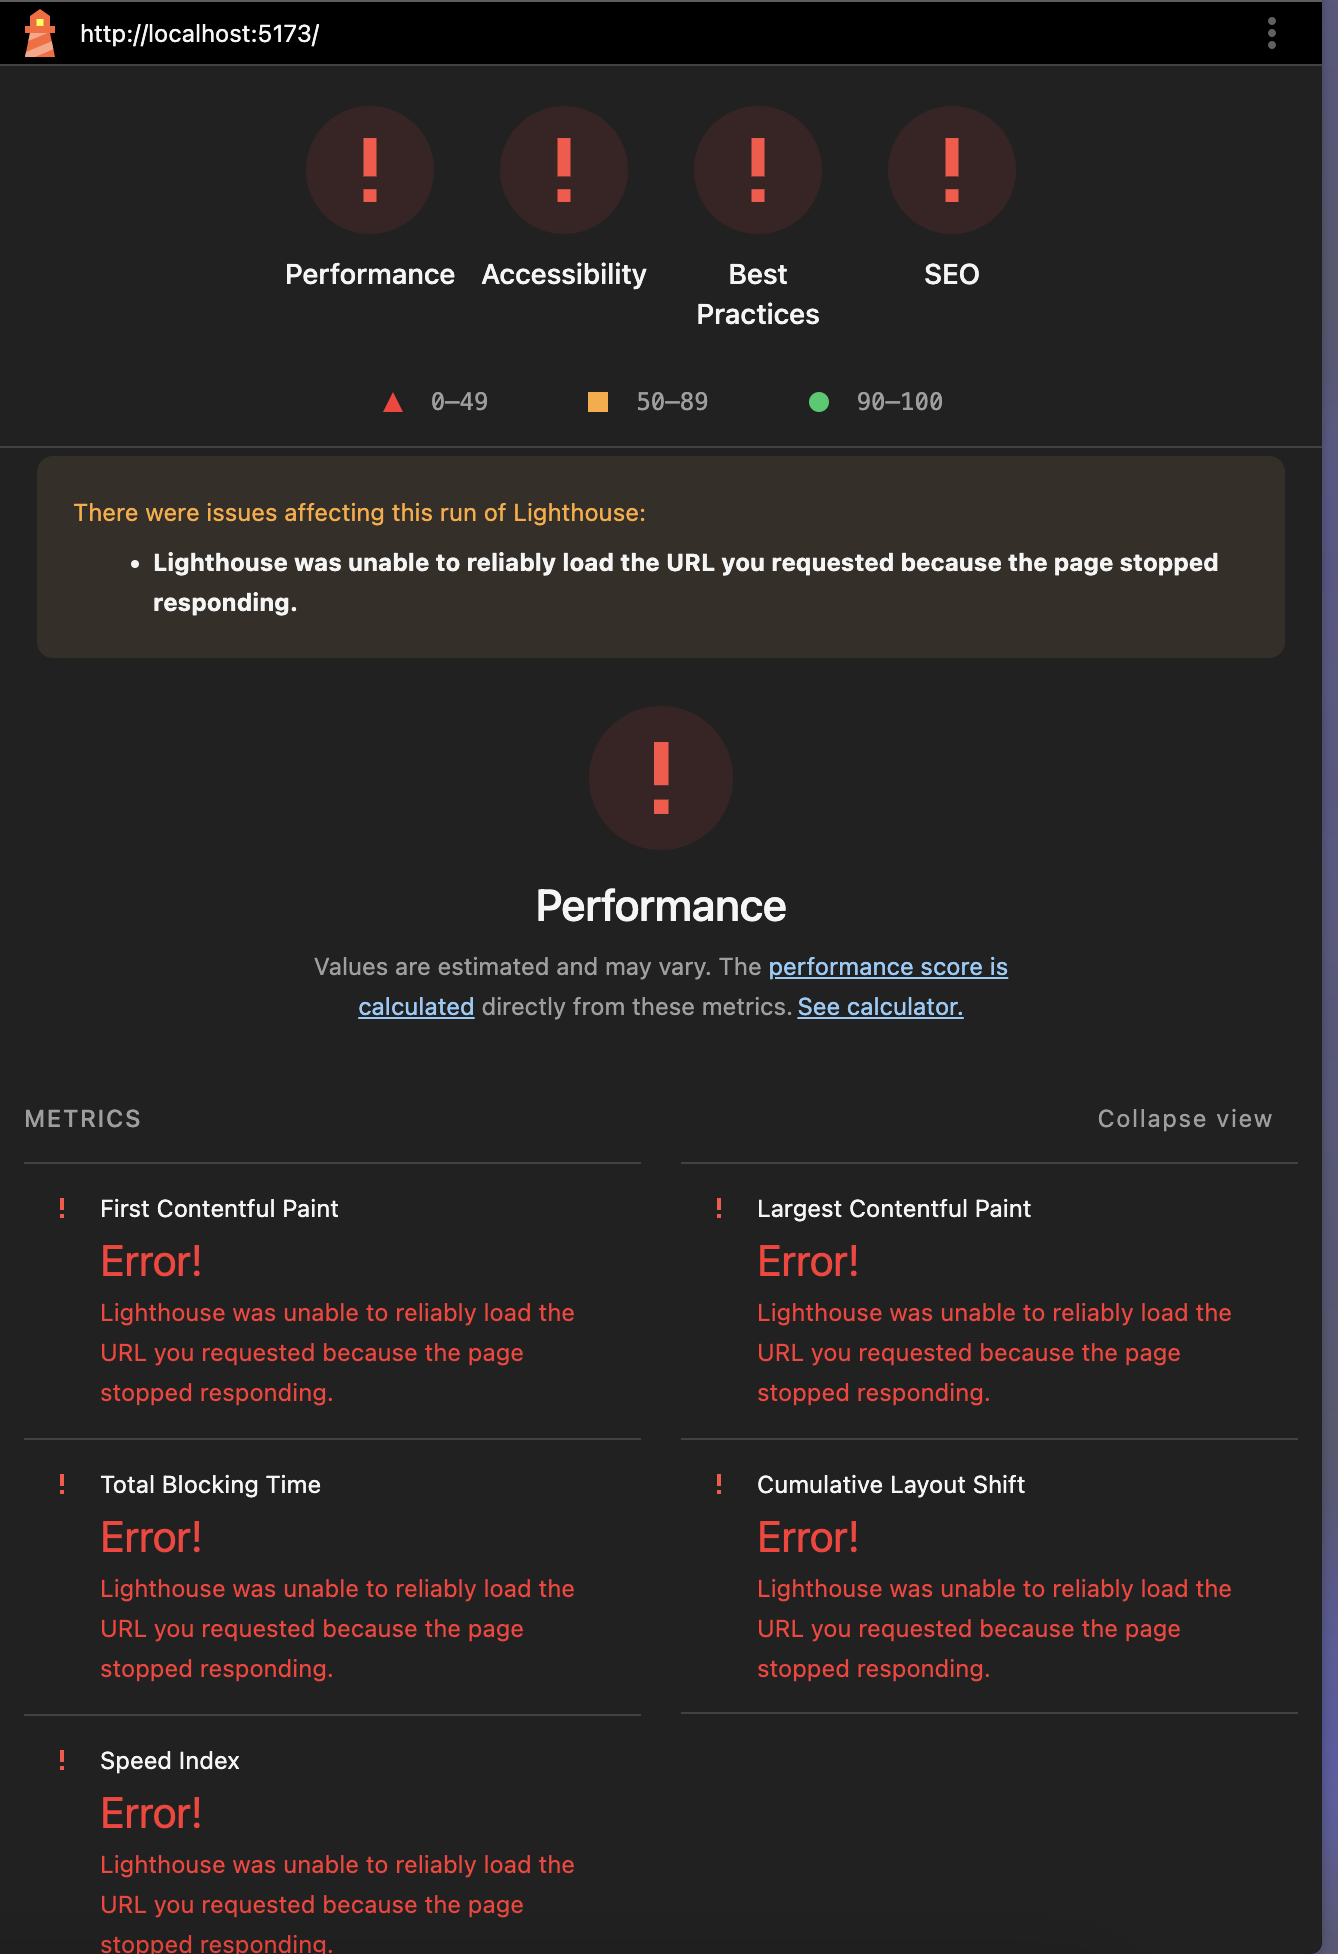 http://localhost:5173/
Performance
Accessibility
Best
Practices
SEO
0–49
50–89
90–100
There were issues affecting this run of Lighthouse:
• Lighthouse was unable to reliably load the URL you requested because the page stopped
responding.
Performance
Values are estimated and may vary. The performance score is
calculated directly from these metrics. See calculator.
METRICS
Collapse view
First Contentful Paint
Error!
Lighthouse was unable to reliably load the
URL you requested because the page
stopped responding.
Largest Contentful Paint
Error!
Lighthouse was unable to reliably load the
URL you requested because the page
stopped responding.
Total Blocking Time
Error!
Lighthouse was unable to reliably load the
URL you requested because the page
stopped responding.
Cumulative Layout Shift
Error!
Lighthouse was unable to reliably load the
URL you requested because the page
stopped responding.
Speed Index
Error!
Lighthouse was unable to reliably load the
URL you requested because the page
stopped responding.